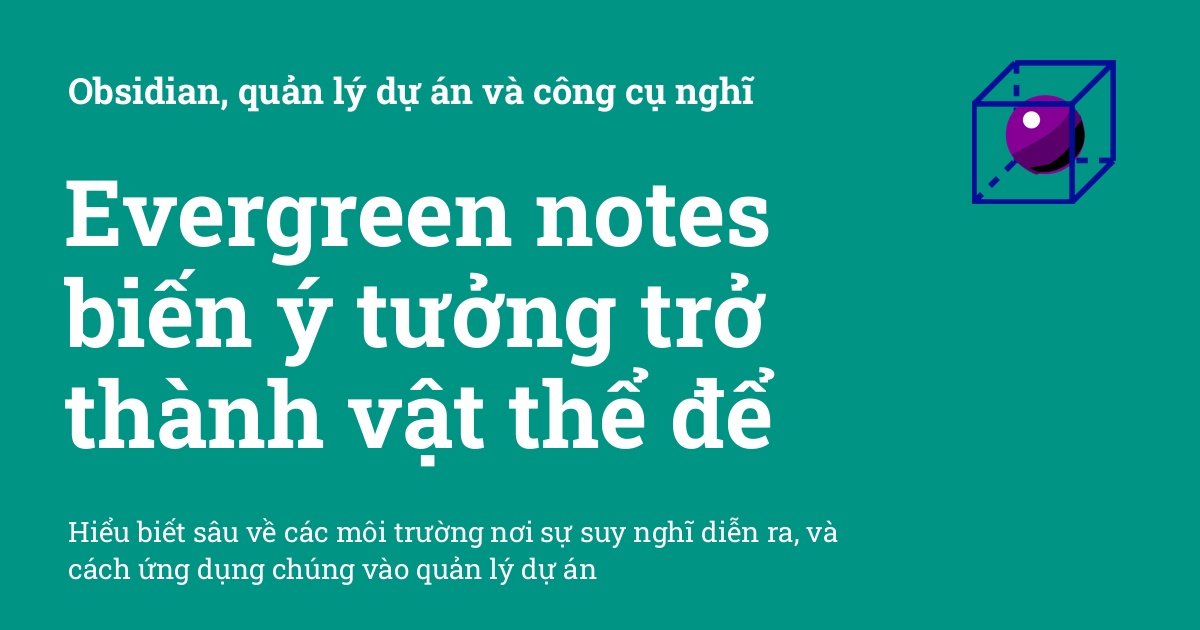 Obsidian, quản lý dự án và công cụ nghĩ
Evergreen notes
biến ý tưởng trở
thành vật thể để
Hiểu biết sâu về các môi trường nơi sự suy nghĩ diễn ra, và
cách ứng dụng chúng vào quản lý dự án